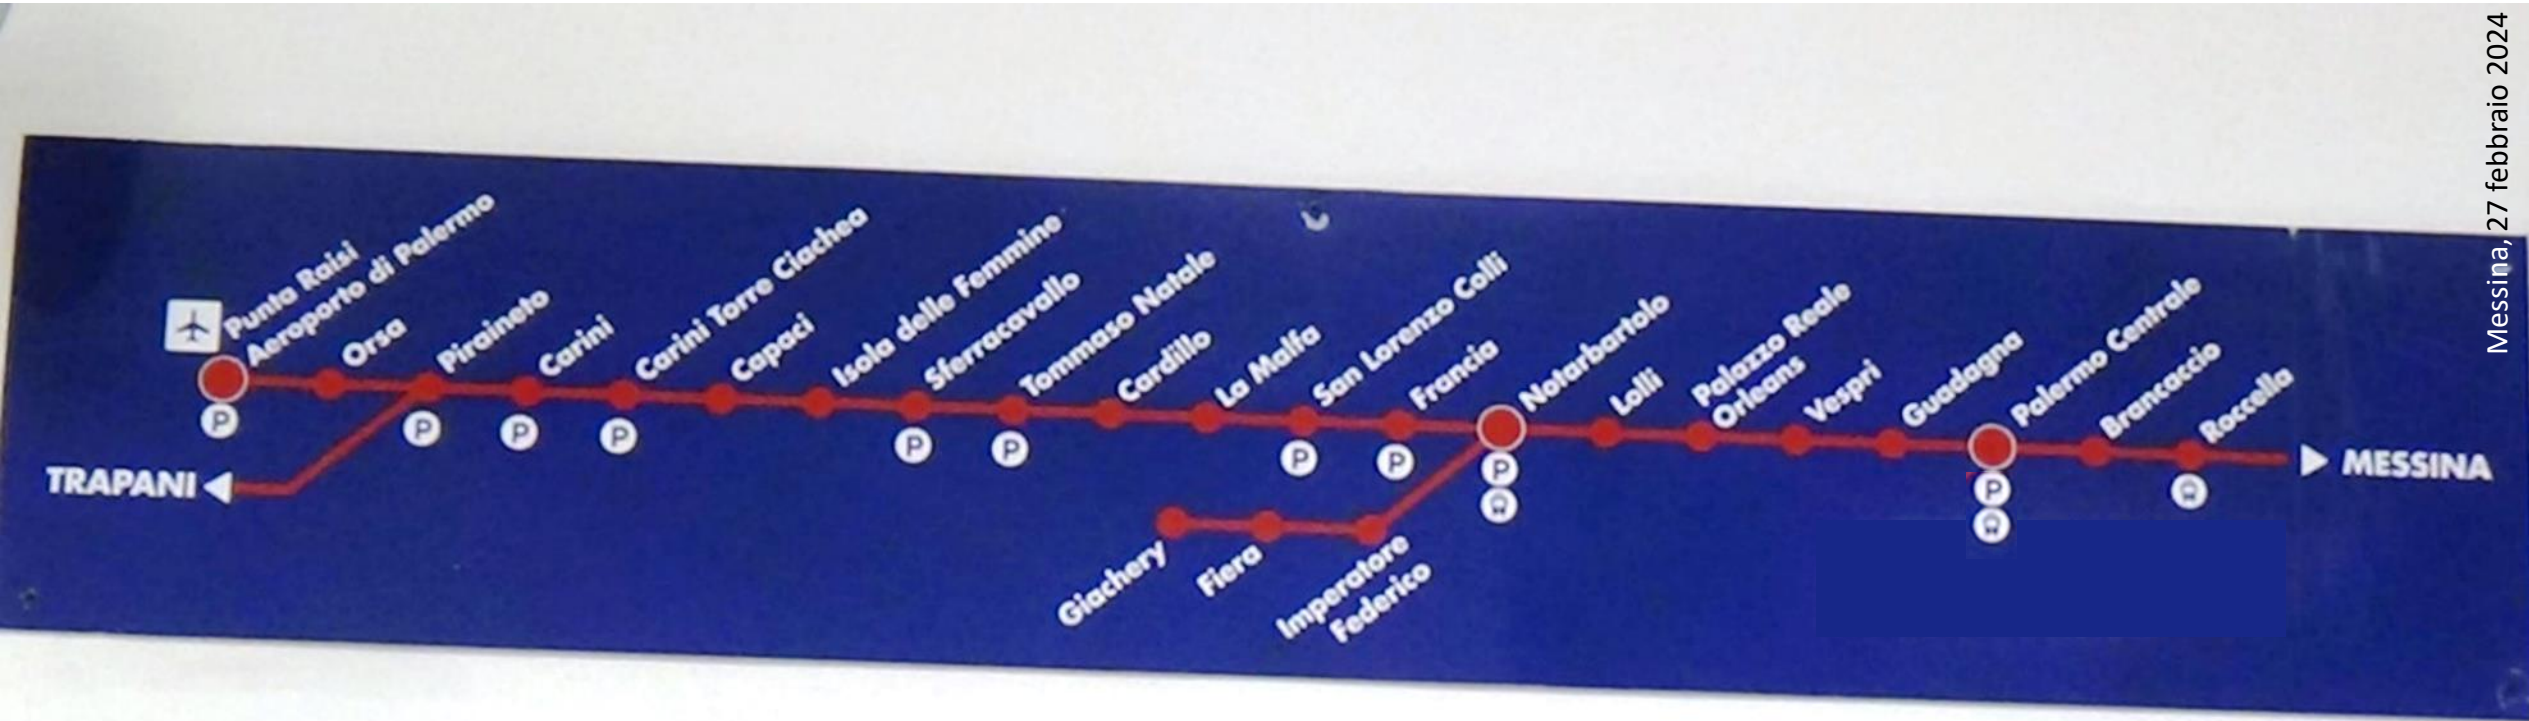 Messina, 27 febbraio 2024
Punta Raisi
Aeroporto di Palermo
Orsa
Piraineto
Carini
Carini Torre Ciachea
Capaci
Isola delle Femmine
Sferracavallo
Tommaso Natale
Cardillo
La Malfa
San Lorenzo Colli
Francia
Notarbartolo
Lolli
Palazzo Reale
Orleans
Vespri
Guadagna
Palermo Centrale
Brancaccio
Roccella
P
P
P
P
P
P
P
P
P
P
TRAPANI
MESSINA
Giachery
Fiera
Imperatore
Federico